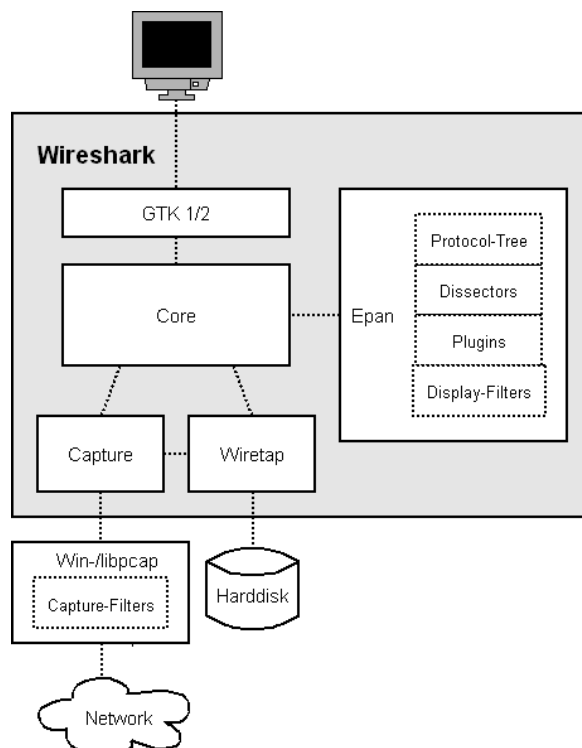 Wireshark
GTK 1/2
Core
Epan
Protocol-Tree
Dissectors
Plugins
Display-Filters
Capture
Wiretap
Win-/libpcap
Capture-Filters
Harddisk
Network